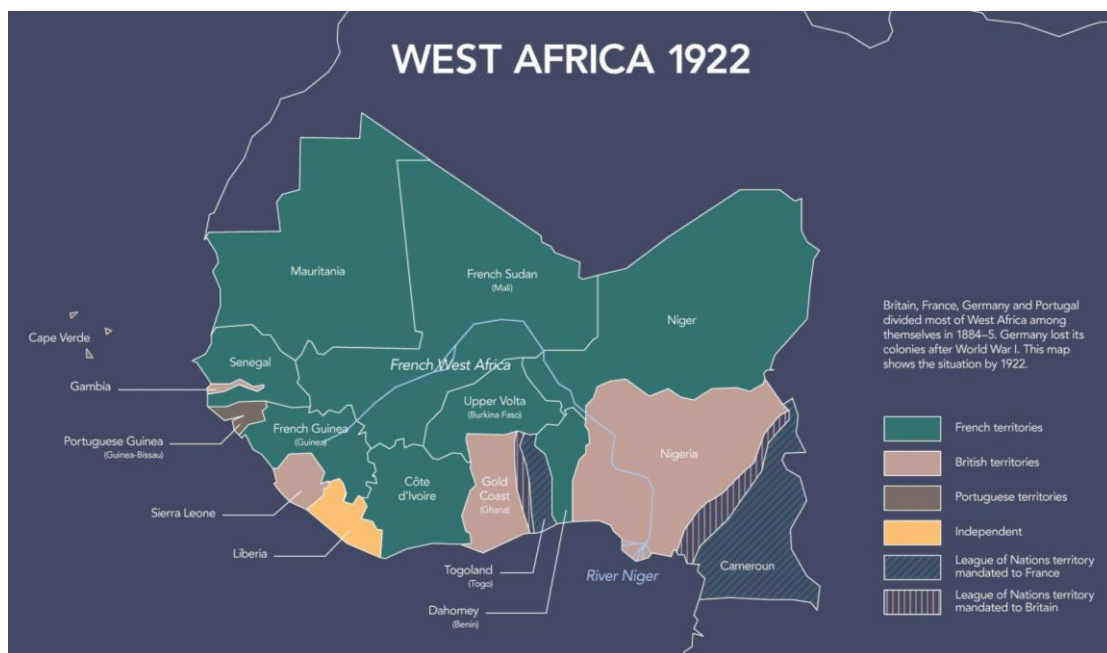 WEST AFRICA 1922
Mauritania
French Sudan
(Mali)
Niger
Cape Verde
Senegal
French West Africa
Gambia
Upper Volta
(Burkina Faso)
Portuguese Guinea
(Guinea-Bissau)
French Guinea
(Guinea)
Nigeria
Côte
d'Ivoire
Gold
Coast
(Ghana)
Sierra Leone
Liberia
Togoland
(Togo)
River Niger
Cameroun
Dahomey
(Benin)
Britain, France, Germany and Portugal
divided most of West Africa among
themselves in 1884–5. Germany lost its
colonies after World War I. This map
shows the situation by 1922.
French territories
British territories
Portuguese territories
Independent
League of Nations territory
mandated to France
League of Nations territory
mandated to Britain